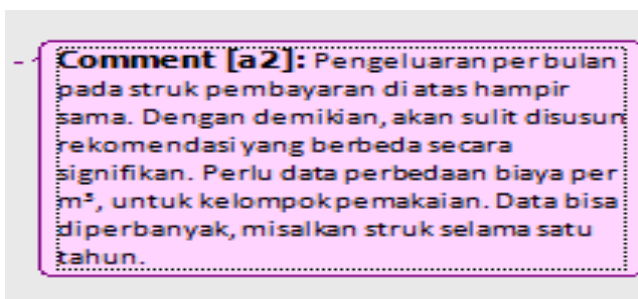 Comment [a2]: Pengeluaran per bulan
pada struk pembayaran di atas hampir
sama. Dengan demikian, akan sulit disusun
rekomendasi yang berbeda secara
signifikan. Perlu data perbedaan biaya per
m³, untuk kelompok pemakaian. Data bisa
diperbanyak, misalkan struk selama satu
tahun.